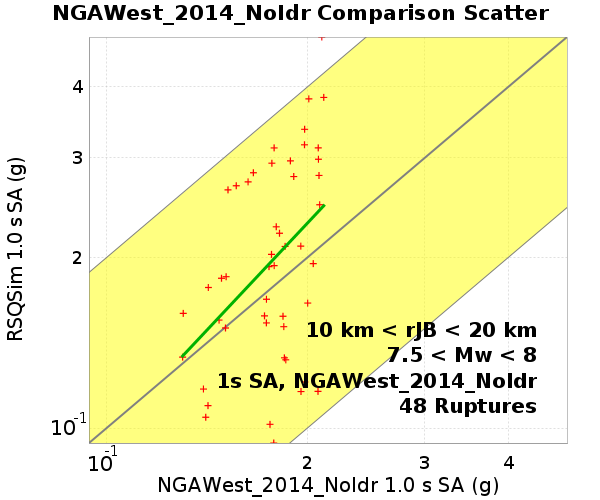 NGAWest_2014_NoIdr Comparison Scatter
RSQSim 1.0 s SA (g)
4
3
2
10-1
10 km < rJB < 20 km
7.5 < Mw < 8
1s SA, NGAWest_2014_NoIdr
48 Ruptures
10-1 2 3 4
NGAWest_2014_NoIdr 1.0 s SA (g)